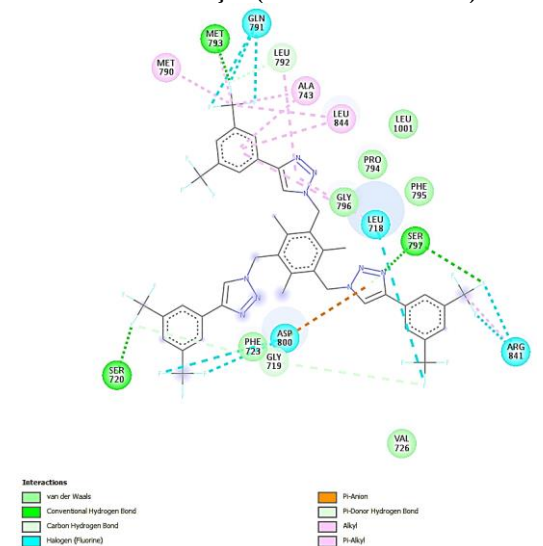 GLN
791
MET
793
LEU
792
MET
790
ALA
743
LEU
844
LEU
1001
PRO
794
PHE
795
GLY
796
LEU
718
SER
797
N
N
N
N
N
N
N
N
N
PHE
723
ASP
800
GLY
719
ARG
841
SER
720
VAL
726
Interactions
van der Waals
Conventional Hydrogen Bond
Carbon Hydrogen Bond
Halogen (Fluorine)
Pi-Anion
Pi-Donor Hydrogen Bond
Alkyl
Pi-Alkyl